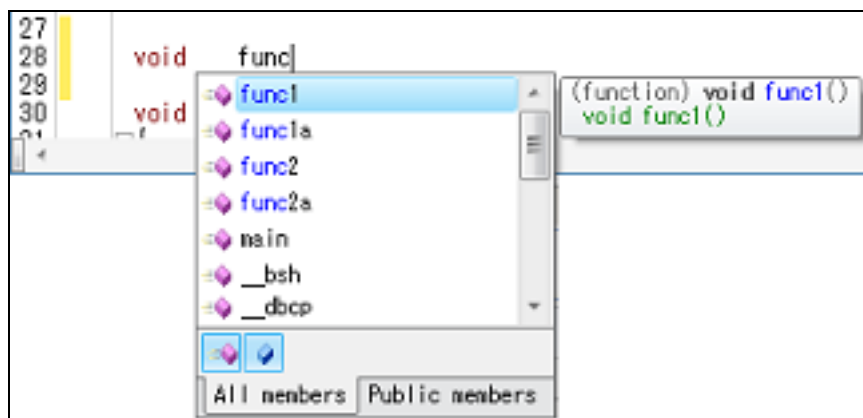 27
28 void func
29
30 void
31
func1
func1a
func2
func2a
main
__bsh
__dbcp
All members Public members
(function) void func1()
void func1()